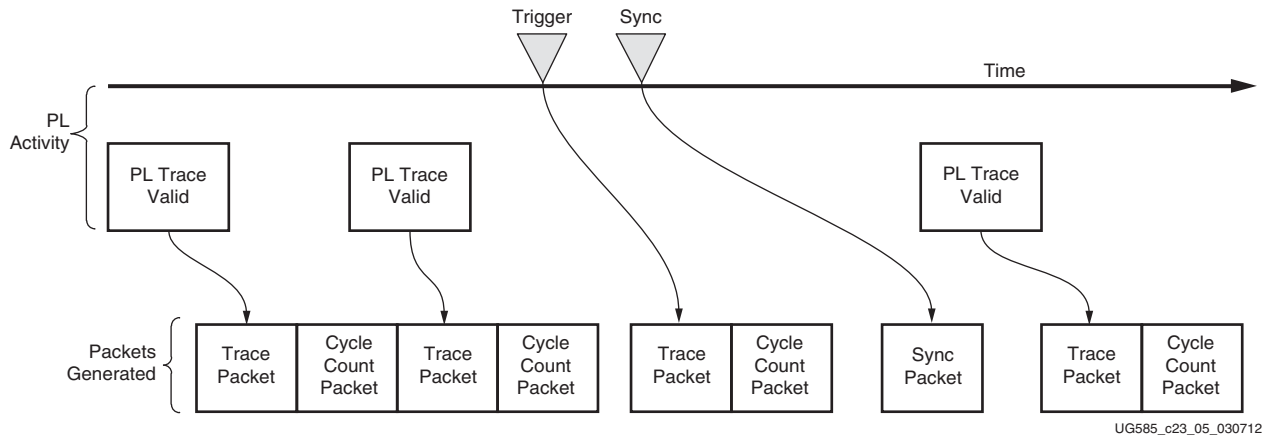 Trigger
Sync
Time
PL
Activity
PL Trace
Valid
PL Trace
Valid
PL Trace
Valid
Packets
Generated
Trace
Packet
Cycle
Count
Packet
Trace
Packet
Cycle
Count
Packet
Trace
Packet
Cycle
Count
Packet
Sync
Packet
Trace
Packet
Cycle
Count
Packet
UG585_c23_05_030712